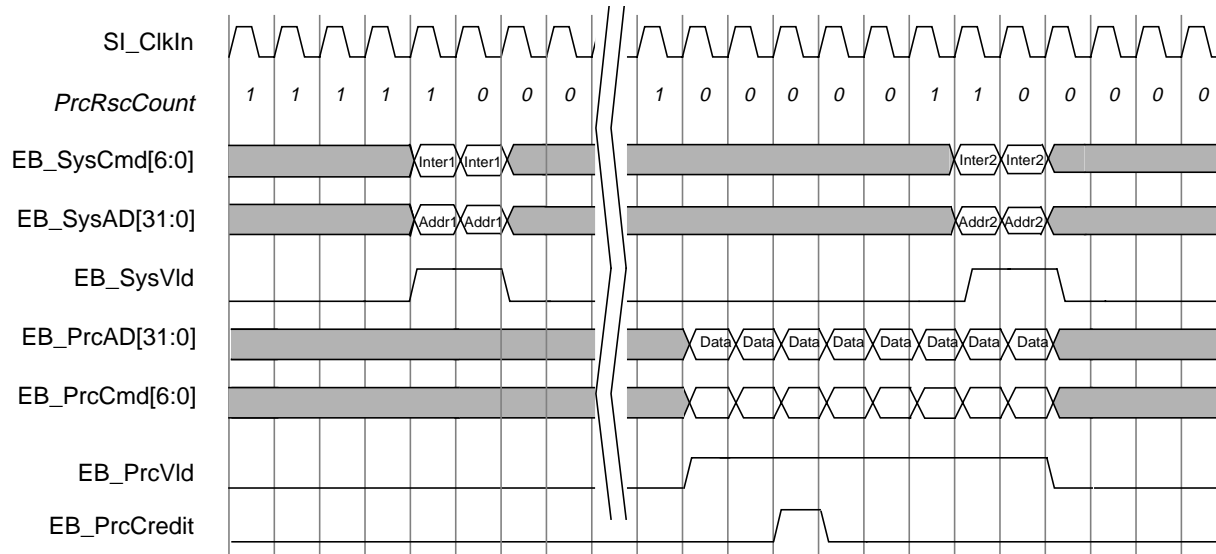 SI_ClkIn
PrcRscCount 1 1 1 1 1 0 0 0 1 0 0 0 0 0 1 1 0 0 0 0 0
EB_SysCmd[6:0] Inter1 Inter1 Inter2 Inter2
EB_SysAD[31:0] Addr1 Addr1 Addr2 Addr2
EB_SysVld
EB_PrcAD[31:0] Data Data Data Data Data Data Data Data
EB_PrcCmd[6:0]
EB_PrcVld
EB_PrcCredit